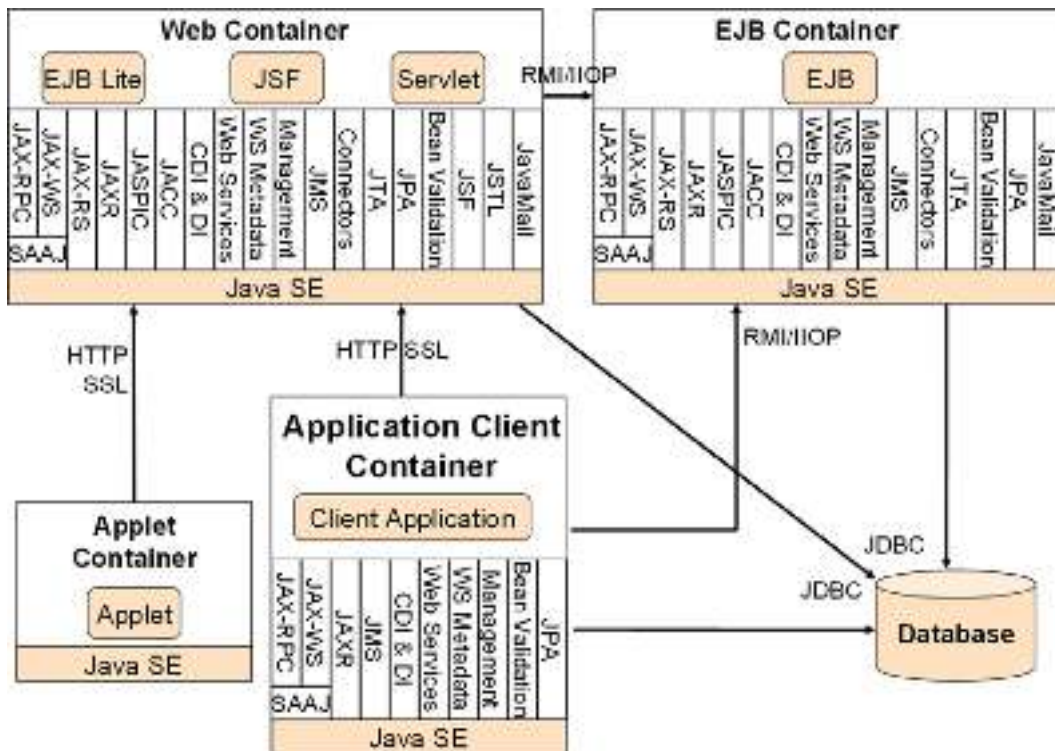 Web Container
EJB Lite
JSF
Servlet
JAX-RPC
JAX-WS
SAAJ
JAX-RS
JAXR
JASPIC
JACC
CDI & DI
Web Services
WS Metadata
Management
JMS
Connectors
JTA
JPA
Bean Validation
JSF
JSTL
JavaMail
Java SE
RMI/IIOP
EJB Container
EJB
JAX-RPC
JAX-WS
SAAJ
JAX-RS
JAXR
JASPIC
JACC
CDI & DI
Web Services
WS Metadata
Management
JMS
Connectors
JTA
Bean Validation
JPA
JavaMail
Java SE
HTTP
SSL
HTTP SSL
RMI/IIOP
Applet
Container
Applet
Java SE
Application Client
Container
Client Application
JAX-RPC
JAX-WS
SAAJ
JAXR
JMS
CDI & DI
Web Services
WS Metadata
Management
Bean Validation
JPA
Java SE
JDBC
JDBC
Database